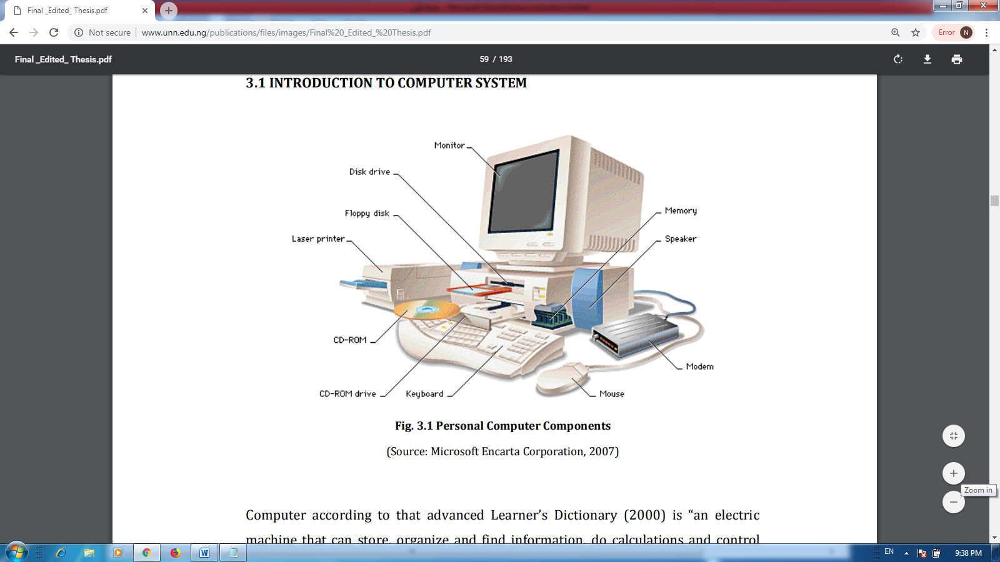 Final _Edited_ Thesis.pdf
Not secure www.unn.edu.ng/publications/files/images/Final%20_Edited_%20Thesis.pdf Error N
Final _Edited_ Thesis.pdf 59 / 193
3.1 INTRODUCTION TO COMPUTER SYSTEM
Monitor
Disk drive
Floppy disk
Laser printer
Memory
Speaker
CD-ROM
CD-ROM drive
Keyboard
Mouse
Modem
Fig. 3.1 Personal Computer Components
(Source: Microsoft Encarta Corporation, 2007)
Zoom in
Computer according to that advanced Learner’s Dictionary (2000) is “an electric
machine that can store, organize and find information, do calculations and control
EN 9:38 PM